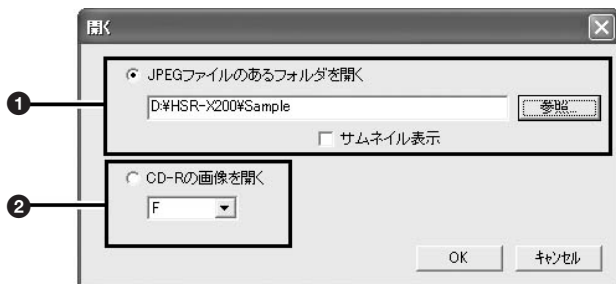 開く
JPEGファイルのあるフォルダを開く
❶
D:¥HSR-X200¥Sample
参照...
サムネイル表示
CD-Rの画像を開く
❷
F
OK
キャンセル